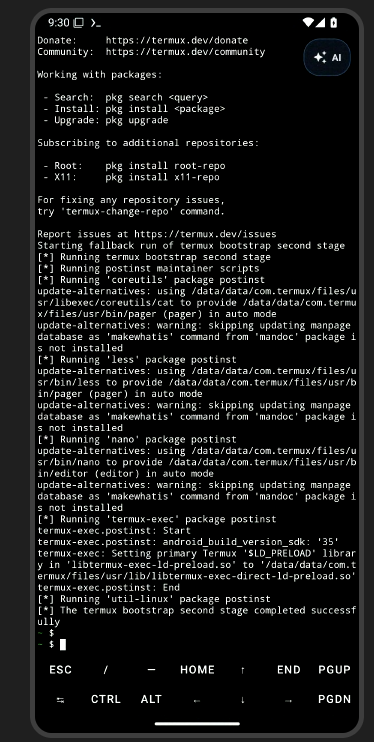 9:30
AI
Donate:     https://termux.dev/donate
Community:  https://termux.dev/community
Working with packages:
 - Search:  pkg search <query>
 - Install: pkg install <package>
 - Upgrade: pkg upgrade
Subscribing to additional repositories:
 - Root:    pkg install root-repo
 - X11:     pkg install x11-repo
For fixing any repository issues,
try 'termux-change-repo' command.
Report issues at https://termux.dev/issues
Starting fallback run of termux bootstrap second stage
[*] Running termux bootstrap second stage
[*] Running postinst maintainer scripts
[*] Running 'coreutils' package postinst
update-alternatives: using /data/data/com.termux/files/u
sr/libexec/coreutils/cat to provide /data/data/com.termu
x/files/usr/bin/pager (pager) in auto mode
update-alternatives: warning: skipping updating manpage
database as 'makewhatis' command from 'mandoc' package i
s not installed
[*] Running 'less' package postinst
update-alternatives: using /data/data/com.termux/files/u
sr/bin/less to provide /data/data/com.termux/files/usr/b
in/pager (pager) in auto mode
update-alternatives: warning: skipping updating manpage
database as 'makewhatis' command from 'mandoc' package i
s not installed
[*] Running 'nano' package postinst
update-alternatives: using /data/data/com.termux/files/u
sr/bin/nano to provide /data/data/com.termux/files/usr/b
in/editor (editor) in auto mode
update-alternatives: warning: skipping updating manpage
database as 'makewhatis' command from 'mandoc' package i
s not installed
[*] Running 'termux-exec' package postinst
termux-exec.postinst: Start
termux-exec.postinst: android_build_version_sdk: '35'
termux-exec: Setting primary Termux '$LD_PRELOAD' librar
y in 'libtermux-exec-ld-preload.so' to '/data/data/com.t
ermux/files/usr/lib/libtermux-exec-direct-ld-preload.so'
termux-exec.postinst: End
[*] Running 'util-linux' package postinst
[*] The termux bootstrap second stage completed successf
ully
~ $
~ $
ESC / — HOME ↑ END PGUP
↹ CTRL ALT ← ↓ → PGDN